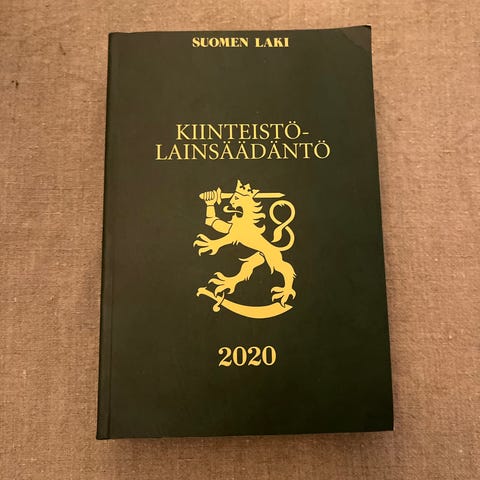 SUOMEN LAKI
KIINTEISTÖ-
LAINSÄÄDÄNTÖ
2020